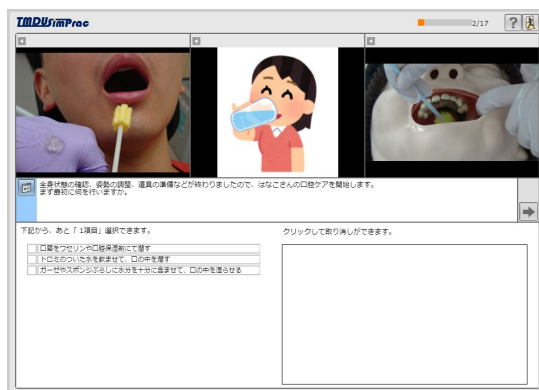 TMDUSimPrac
2/17
全身状態の確認、姿勢の調整、道具の準備などが終わりましたので、はなこさんの口腔ケアを開始します。
まず最初に何を行いますか。
下記から、あと「 1項目」選択できます。
クリックして取り消しができます。
口唇をワセリンや口腔保湿剤にて潤す
トロミのついた水を飲ませて、口の中を潤す
ガーゼやスポンジぶらしに水分を十分に含ませて、口の中を湿らせる